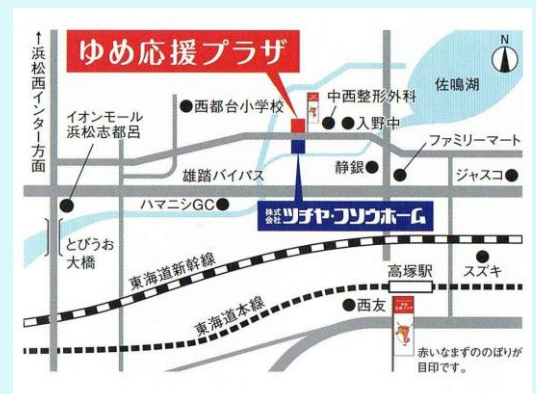 ゆめ応援プラザ
N
↑浜松西インター方面
佐鳴湖
西都台小学校
中西整形外科
入野中
イオンモール
浜松志都呂
ファミリーマート
静銀
雄踏バイパス
ジャスコ
ハマニシGC
株式会社 ツチヤ・フソウホーム
とびうお
大橋
東海道新幹線
高塚駅
スズキ
東海道本線
西友
赤いなまずののぼりが
目印です。